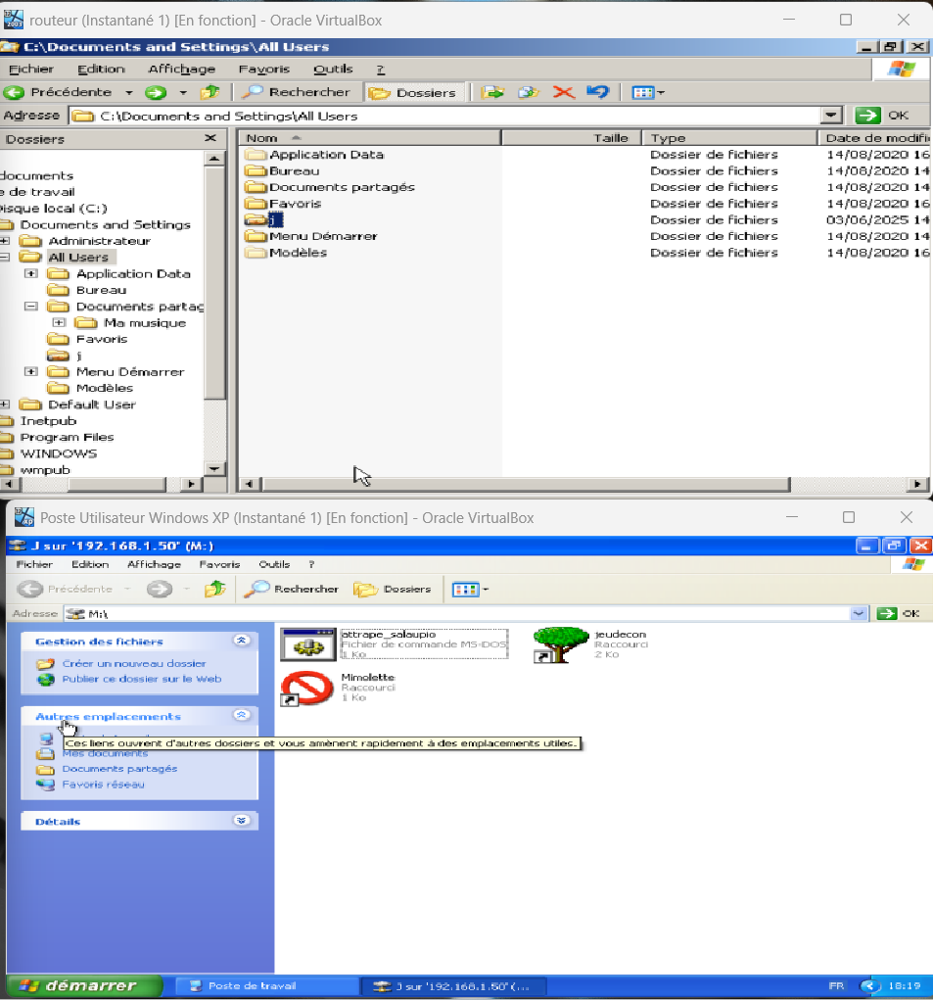 routeur (Instantané 1) [En fonction] - Oracle VirtualBox
C:\Documents and Settings\All Users
Fichier Edition Affichage Favoris Outils ?
Précédente Rechercher Dossiers
Adresse C:\Documents and Settings\All Users OK
Dossiers
documents
e de travail
isque local (C:)
Documents and Settings
Administrateur
All Users
Application Data
Bureau
Documents partag
Ma musique
Favoris
j
Menu Démarrer
Modèles
Default User
Inetpub
Program Files
WINDOWS
wmpub
Nom Taille Type Date de modifi
Application Data Dossier de fichiers 14/08/2020 16
Bureau Dossier de fichiers 14/08/2020 14
Documents partagés Dossier de fichiers 14/08/2020 14
Favoris Dossier de fichiers 14/08/2020 16
j Dossier de fichiers 03/06/2025 14
Menu Démarrer Dossier de fichiers 14/08/2020 14
Modèles Dossier de fichiers 14/08/2020 16
Poste Utilisateur Windows XP (Instantané 1) [En fonction] - Oracle VirtualBox
J sur '192.168.1.50' (M:)
Fichier Edition Affichage Favoris Outils ?
Précédente Rechercher Dossiers
Adresse M:\ OK
Gestion des fichiers
Créer un nouveau dossier
Publier ce dossier sur le Web
Autres emplacements
Ces liens ouvrent d'autres dossiers et vous amènent rapidement à des emplacements utiles.
Mes documents
Documents partagés
Favoris réseau
Détails
attrape_salaupio
Fichier de commande MS-DOS
1 Ko
jeudecon
Raccourci
2 Ko
Mimolette
Raccourci
1 Ko
démarrer Poste de travail J sur '192.168.1.50' (... FR 18:19